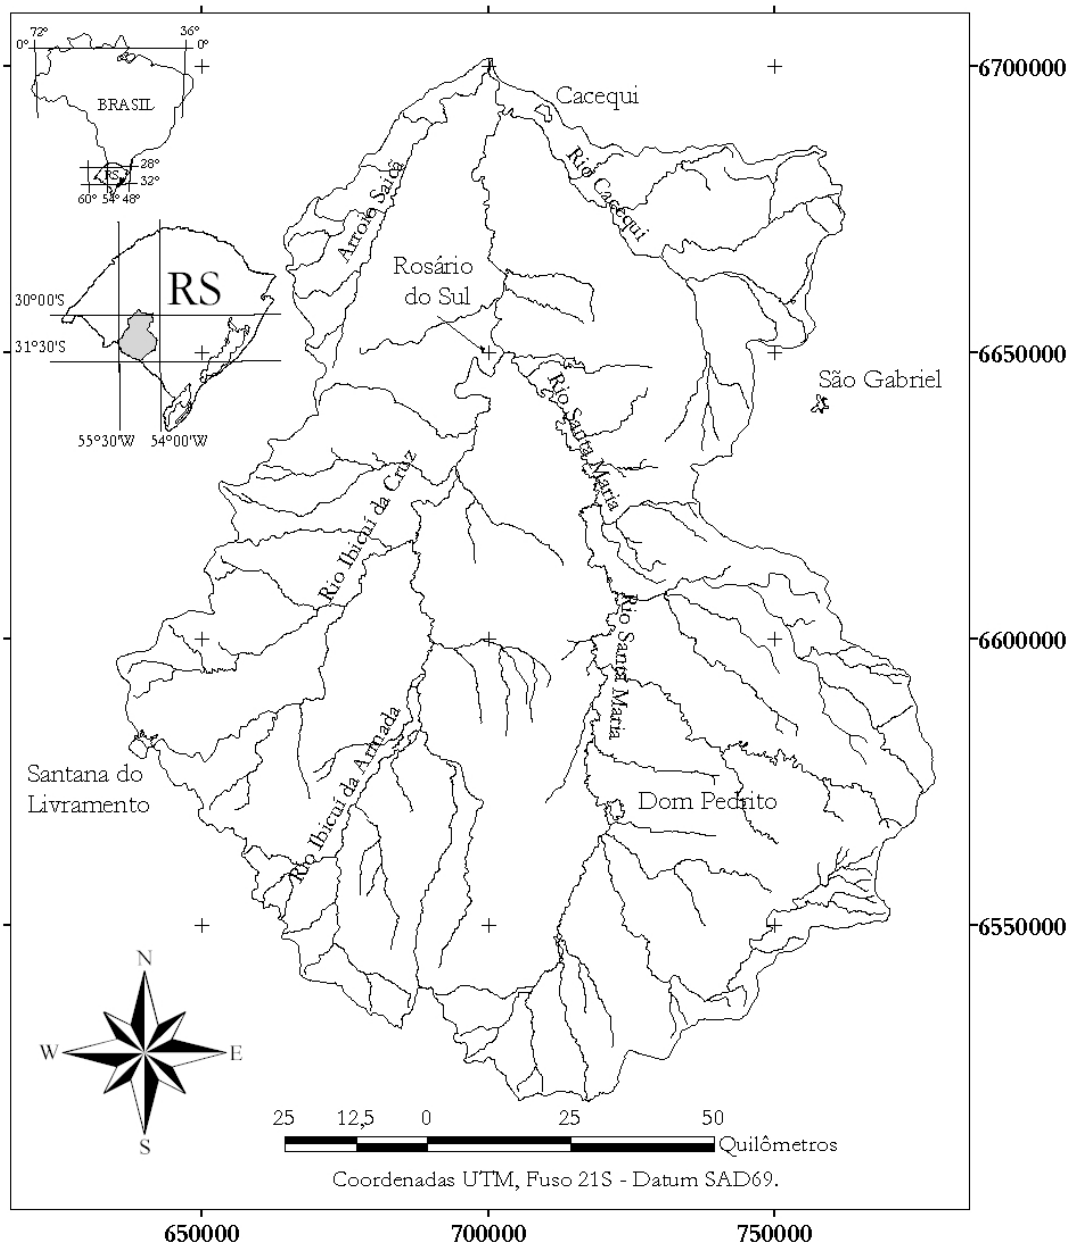 72°
36°
0°
0°
BRASIL
RS
28°
32°
60° 54° 48°
RS
30°00'S
31°30'S
55°30'W
54°00'W
Cacequi
Rio Cacequi
Arroio Saicã
Rosário
do Sul
São Gabriel
Rio Santa Maria
Rio Ibicuí da Cruz
Rio Santa Maria
Rio Ibicuí da Armada
Santana do
Livramento
Dom Pedrito
6700000
6650000
6600000
6550000
N
W
E
S
25 12,5 0 25 50
Quilômetros
Coordenadas UTM, Fuso 21S - Datum SAD69.
650000 700000 750000